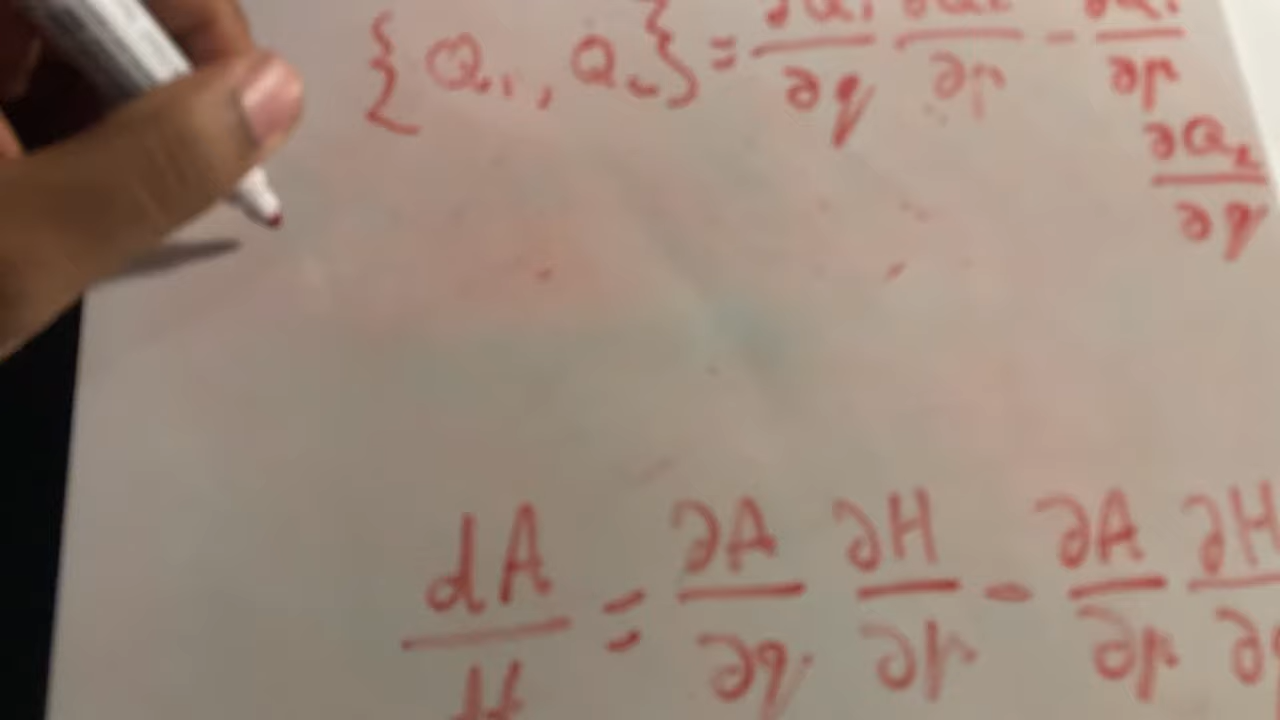 {Q₁, Q₂} = ∂Q₁/∂q ∂Q₂/∂p - ∂Q₁/∂p
∂Q₂/∂q
dA/dt = ∂A/∂q ∂H/∂p - ∂A/∂p ∂H/∂q